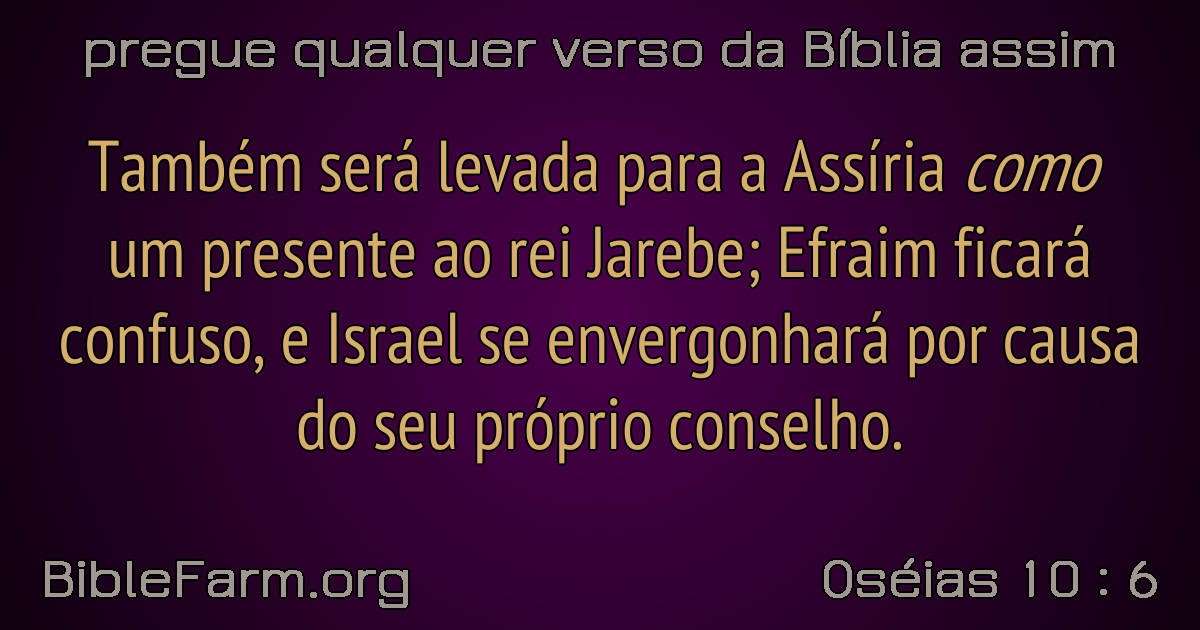 pregue qualquer verso da Bíblia assim
Também será levada para a Assíria como
um presente ao rei Jarebe; Efraim ficará
confuso, e Israel se envergonhará por causa
do seu próprio conselho.
BibleFarm.org
Oséias 10 : 6